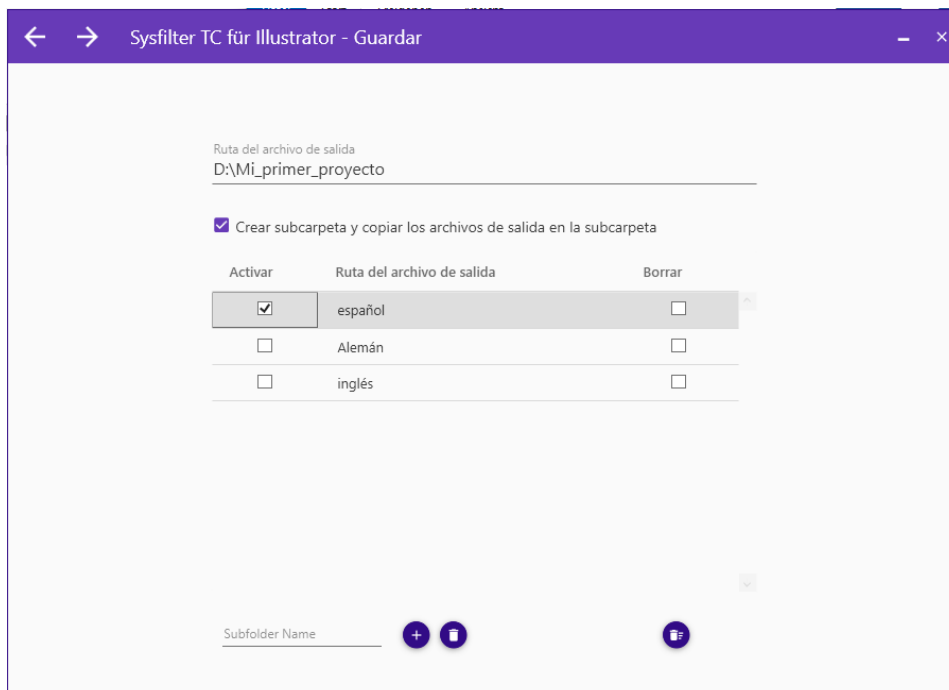 Sysfilter TC für Illustrator - Guardar
Ruta del archivo de salida
D:\Mi_primer_proyecto
Crear subcarpeta y copiar los archivos de salida en la subcarpeta
Activar Ruta del archivo de salida Borrar
español
Alemán
inglés
Subfolder Name